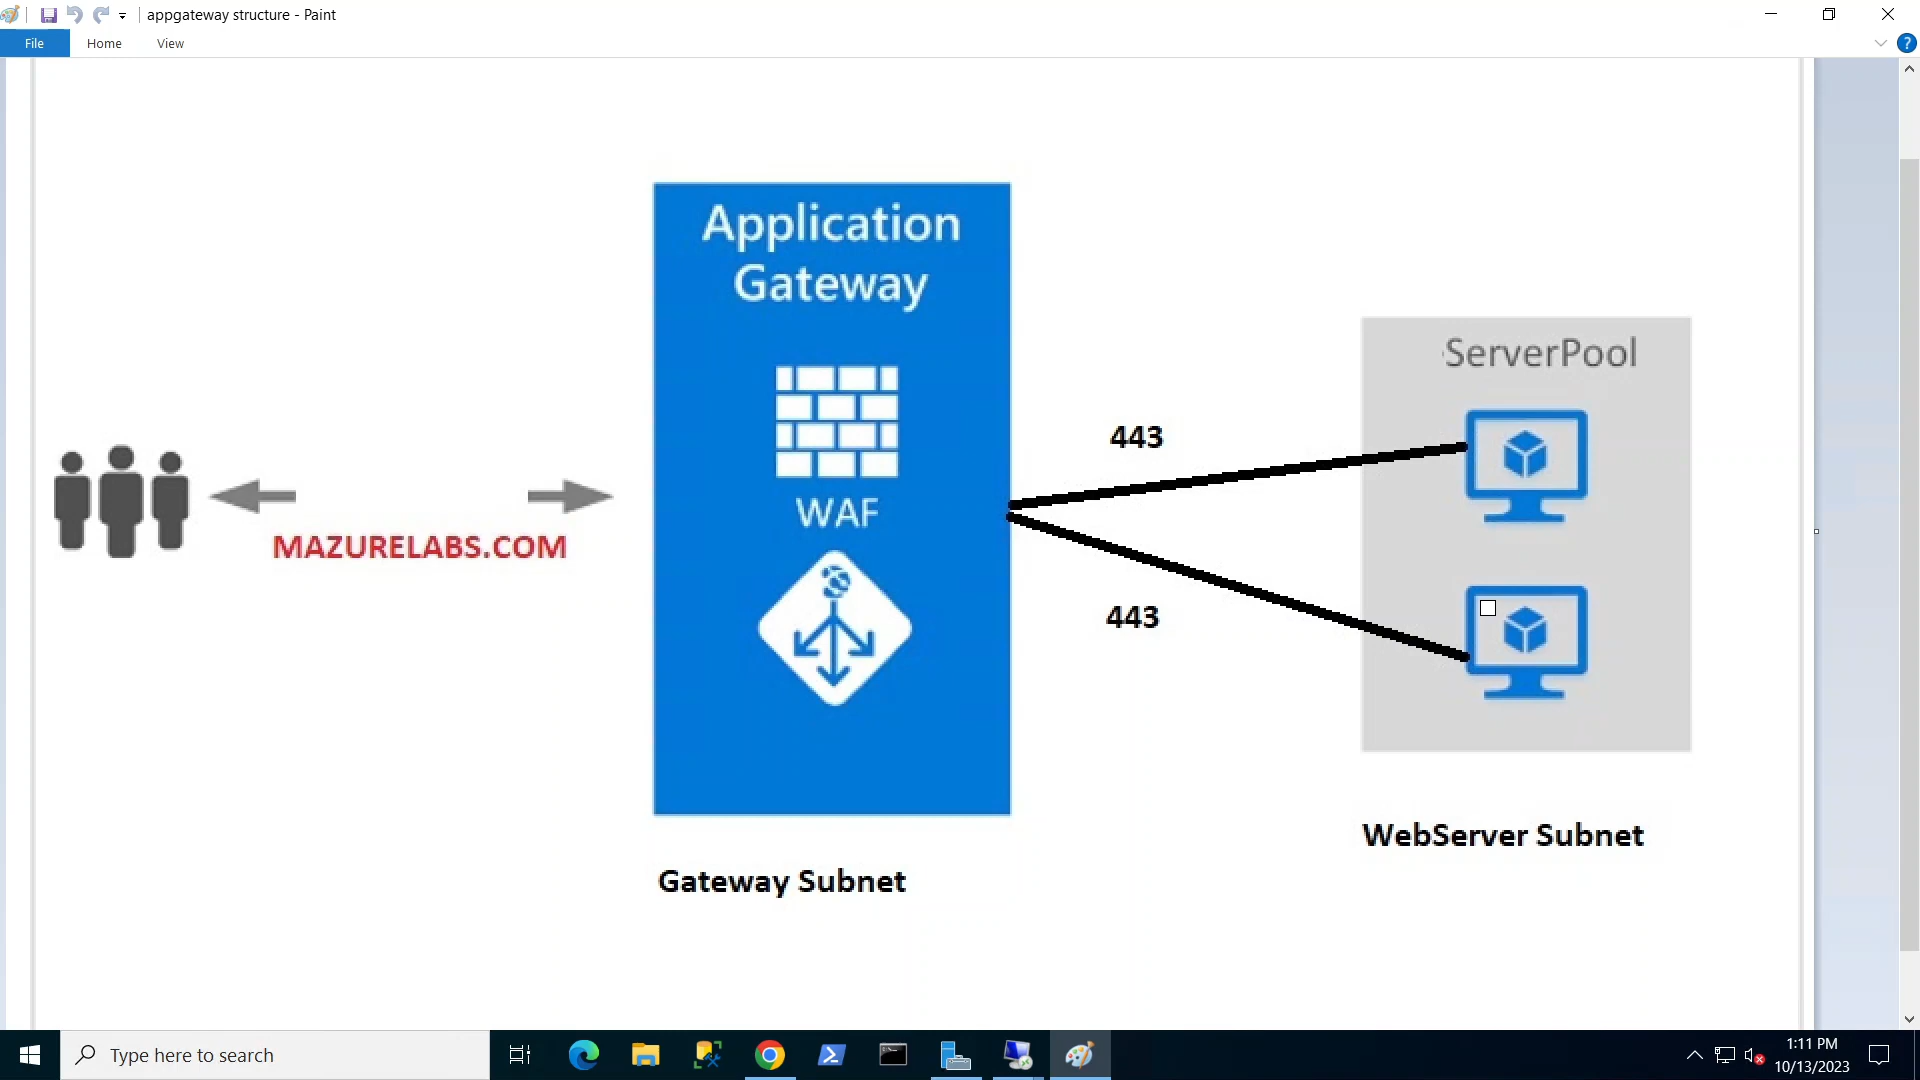 appgateway structure - Paint
File
Home
View
?
Application
Gateway
WAF
MAZURELABS.COM
443
443
ServerPool
WebServer Subnet
Gateway Subnet
Type here to search
1:11 PM
10/13/2023